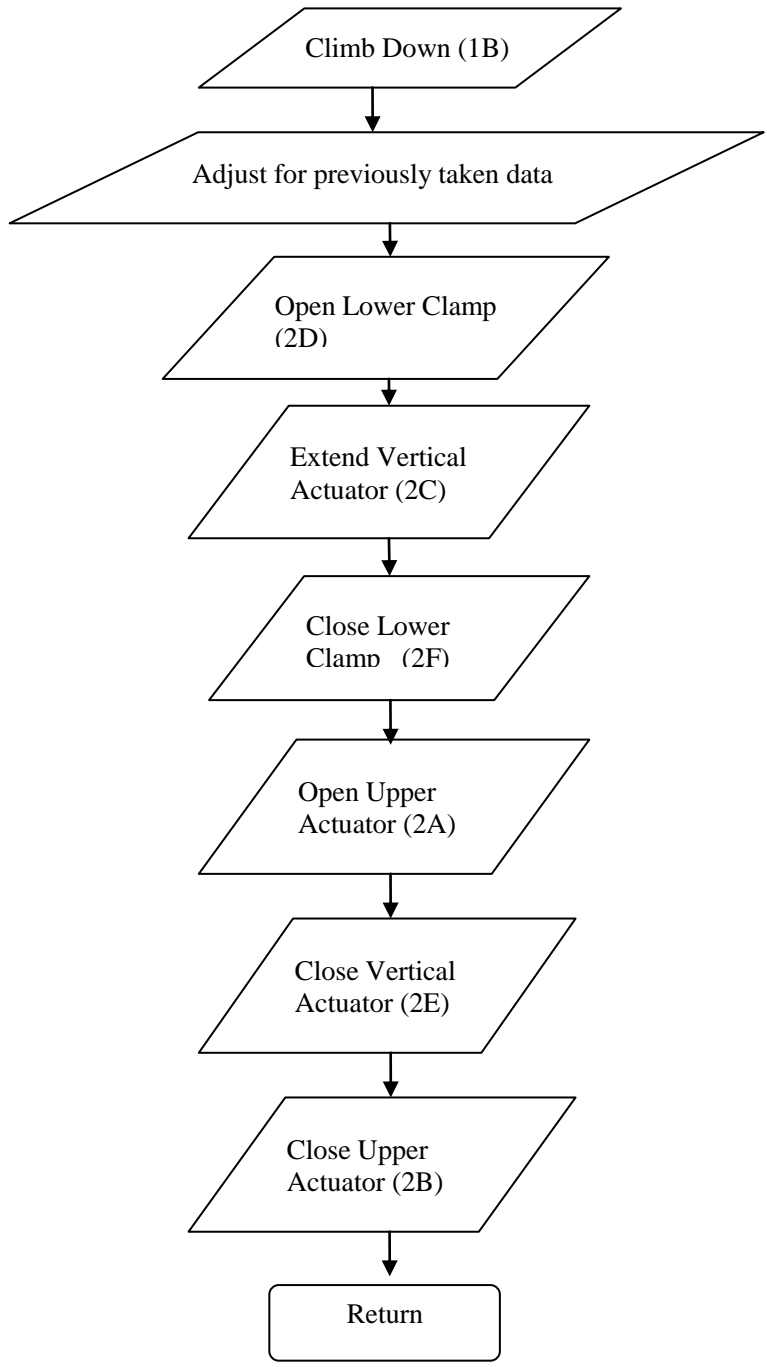 Climb Down (1B)
Adjust for previously taken data
Open Lower Clamp
(2D)
Extend Vertical
Actuator (2C)
Close Lower
Clamp (2F)
Open Upper
Actuator (2A)
Close Vertical
Actuator (2E)
Close Upper
Actuator (2B)
Return